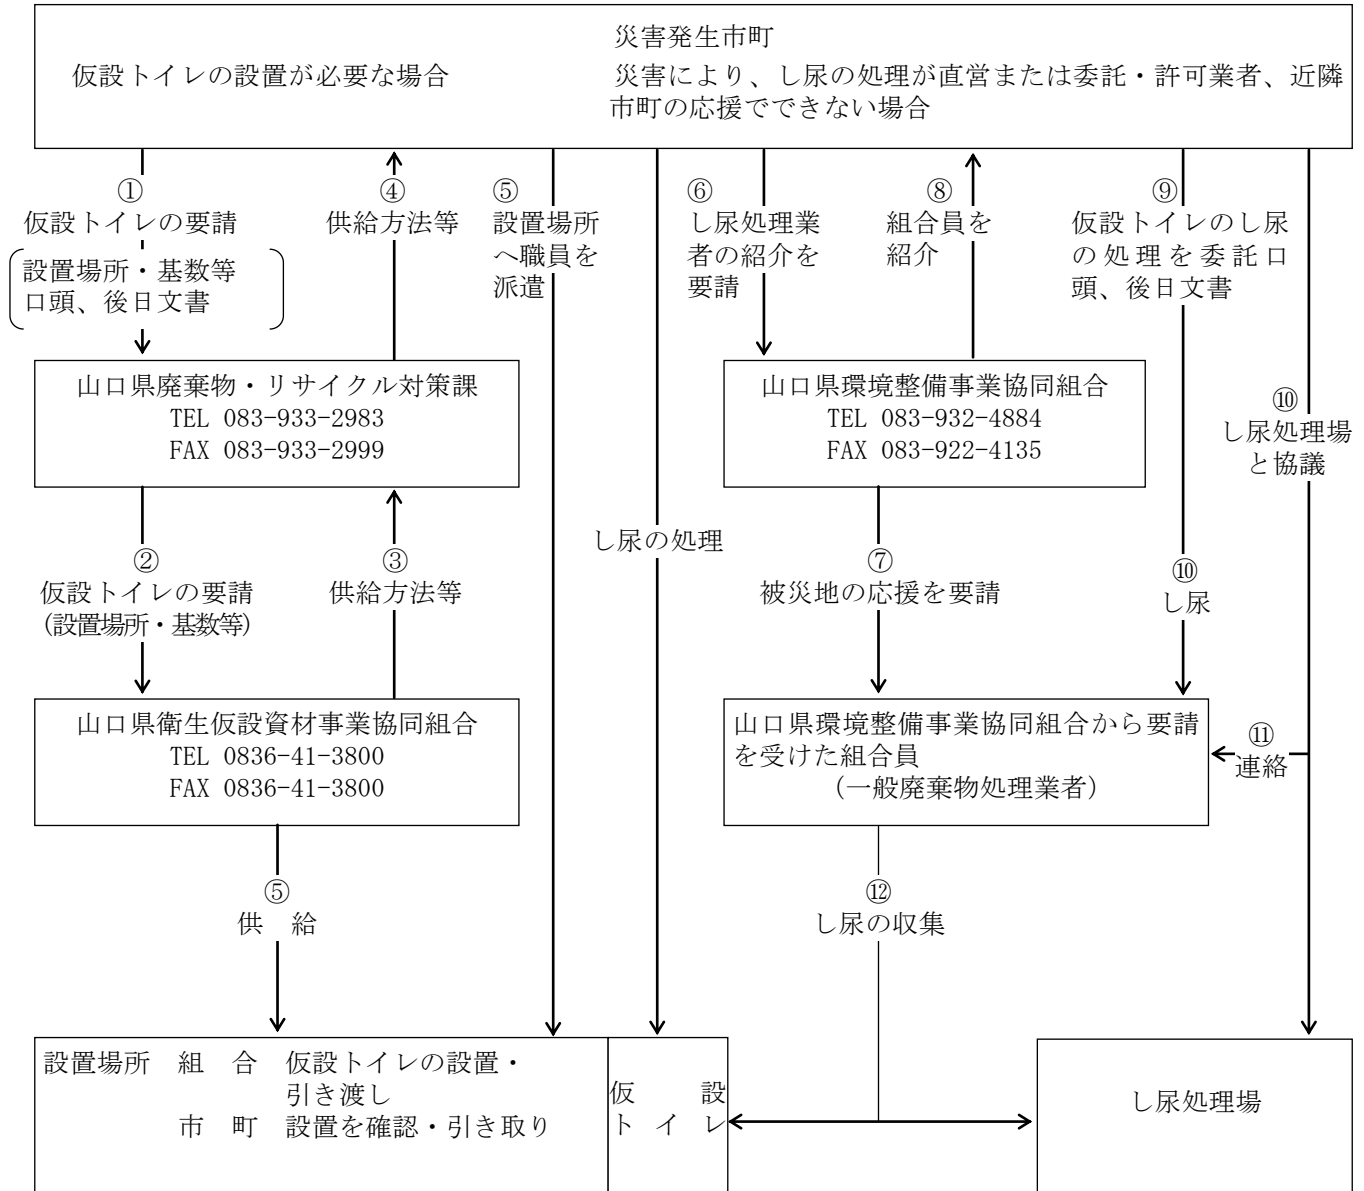 災害発生市町
仮設トイレの設置が必要な場合
災害により、し尿の処理が直営または委託・許可業者、近隣
市町の応援でできない場合
①
仮設トイレの要請
設置場所・基数等
口頭、後日文書
④
供給方法等
⑤
設置場所
へ職員を
派遣
⑥
し尿処理業
者の紹介を
要請
⑧
組合員を
紹介
⑨
仮設トイレのし尿
の処理を委託口
頭、後日文書
山口県廃棄物・リサイクル対策課
TEL 083-933-2983
FAX 083-933-2999
山口県環境整備事業協同組合
TEL 083-932-4884
FAX 083-922-4135
⑩
し尿処理場
と協議
②
仮設トイレの要請
(設置場所・基数等)
③
供給方法等
し尿の処理
⑦
被災地の応援を要請
⑩
し尿
山口県衛生仮設資材事業協同組合
TEL 0836-41-3800
FAX 0836-41-3800
山口県環境整備事業協同組合から要請
を受けた組合員
(一般廃棄物処理業者)
⑪
連絡
⑤
供 給
⑫
し尿の収集
設置場所 組 合 仮設トイレの設置・
引き渡し
市 町 設置を確認・引き取り
仮 設
トイレ
し尿処理場